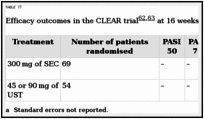 TABLE 17
Efficacy outcomes in the CLEAR trial62,63 at 16 weeks
Treatment Number of patients randomised PASI 50 PA 7
300 mg of SEC 69 – –
45 or 90 mg of UST 54 – –
a Standard errors not reported.